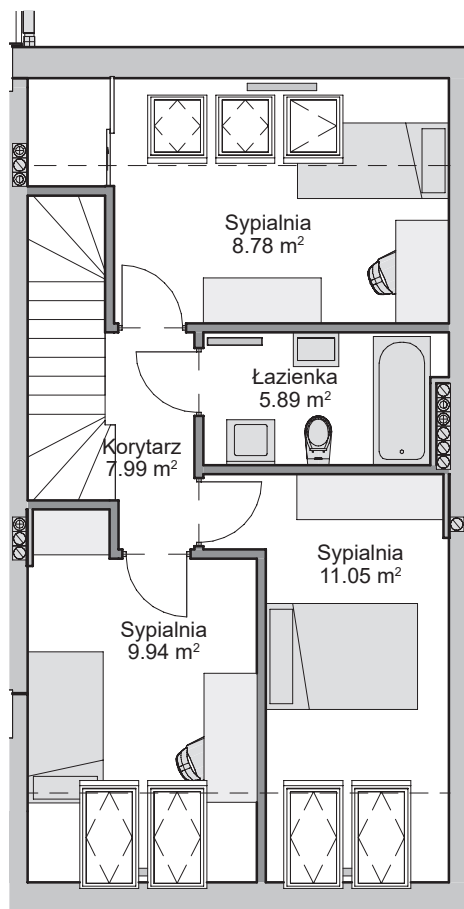 Sypialnia
8.78 m²
Łazienka
5.89 m²
Korytarz
7.99 m²
Sypialnia
11.05 m²
Sypialnia
9.94 m²